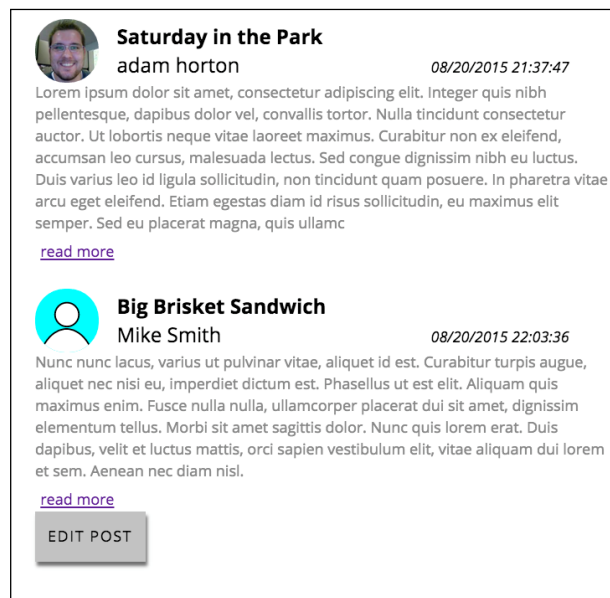 Saturday in the Park
adam horton 08/20/2015 21:37:47
Lorem ipsum dolor sit amet, consectetur adipiscing elit. Integer quis nibh
pellentesque, dapibus dolor vel, convallis tortor. Nulla tincidunt consectetur
auctor. Ut lobortis neque vitae laoreet maximus. Curabitur non ex eleifend,
accumsan leo cursus, malesuada lectus. Sed congue dignissim nibh eu luctus.
Duis varius leo id ligula sollicitudin, non tincidunt quam posuere. In pharetra vitae
arcu eget eleifend. Etiam egestas diam id risus sollicitudin, eu maximus elit
semper. Sed eu placerat magna, quis ullamc
read more
Big Brisket Sandwich
Mike Smith 08/20/2015 22:03:36
Nunc nunc lacus, varius ut pulvinar vitae, aliquet id est. Curabitur turpis augue,
aliquet nec nisi eu, imperdiet dictum est. Phasellus ut est elit. Aliquam quis
maximus enim. Fusce nulla nulla, ullamcorper placerat dui sit amet, dignissim
elementum tellus. Morbi sit amet sagittis dolor. Nunc quis lorem erat. Duis
dapibus, velit et luctus mattis, orci sapien vestibulum elit, vitae aliquam dui lorem
et sem. Aenean nec diam nisl.
read more
EDIT POST